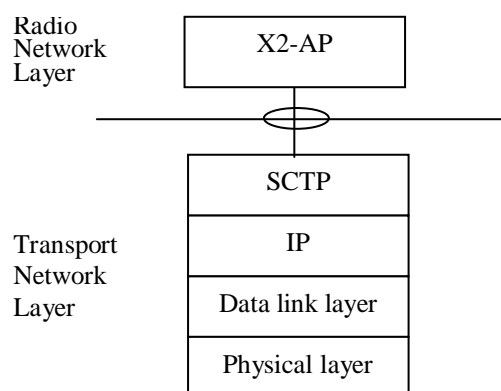 Radio
Network
Layer
X2-AP
SCTP
IP
Transport
Network
Layer
Data link layer
Physical layer